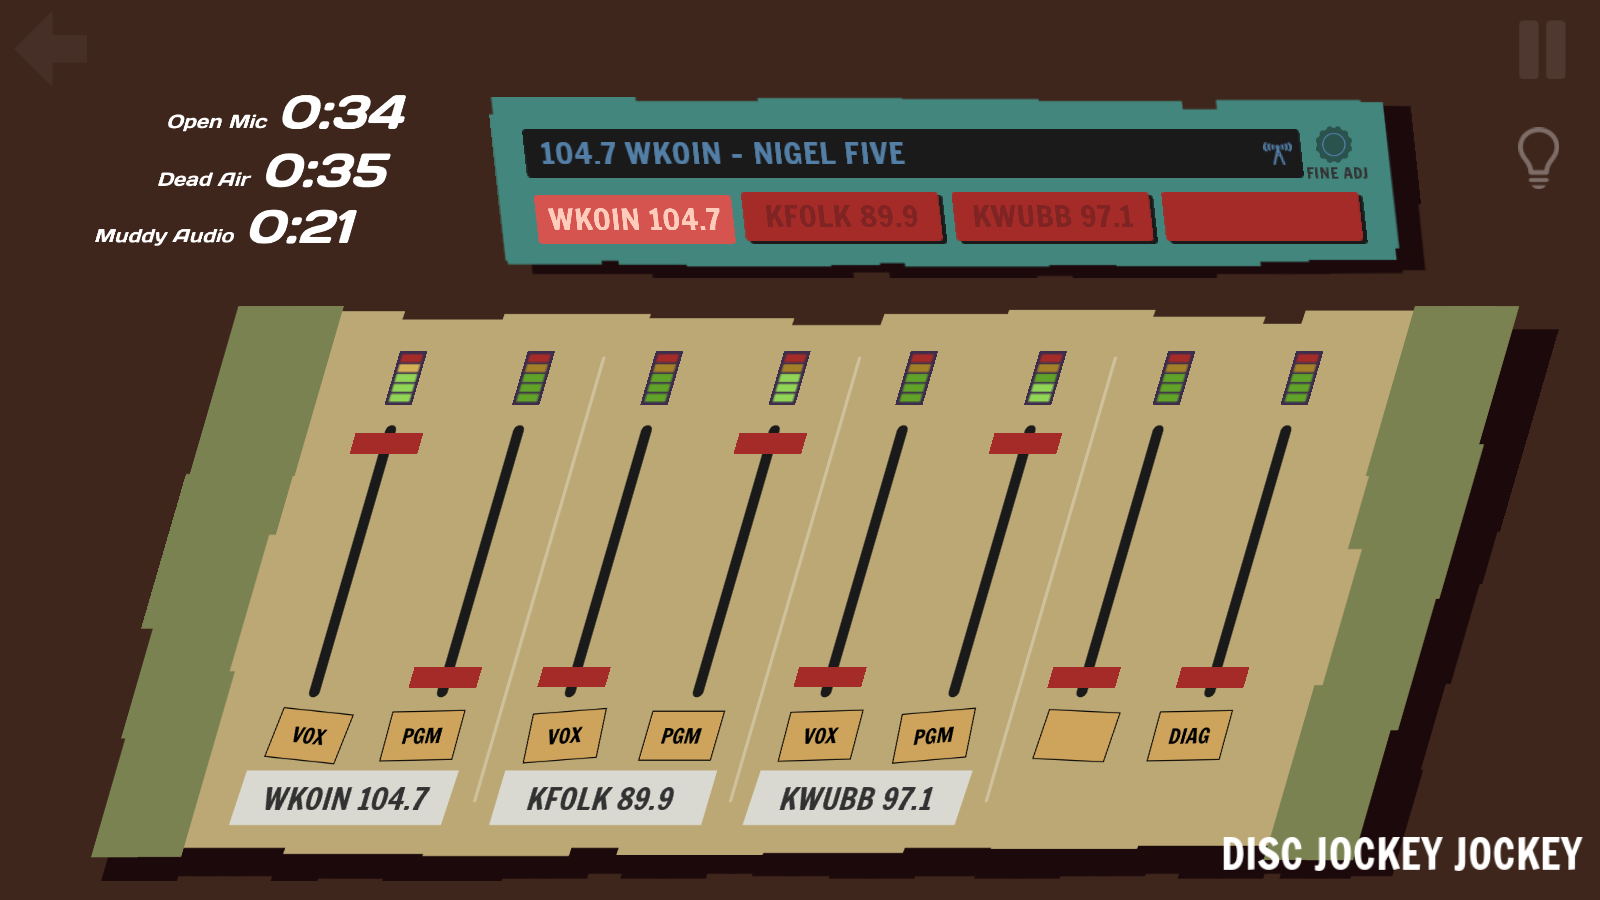 Open Mic 0:34
Dead Air 0:35
Muddy Audio 0:21
104.7 WKOIN - NIGEL FIVE
FINE ADJ
WKOIN 104.7
KFOLK 89.9
KWUBB 97.1
VOX
PGM
VOX
PGM
VOX
PGM
DIAG
WKOIN 104.7
KFOLK 89.9
KWUBB 97.1
DISC JOCKEY JOCKEY